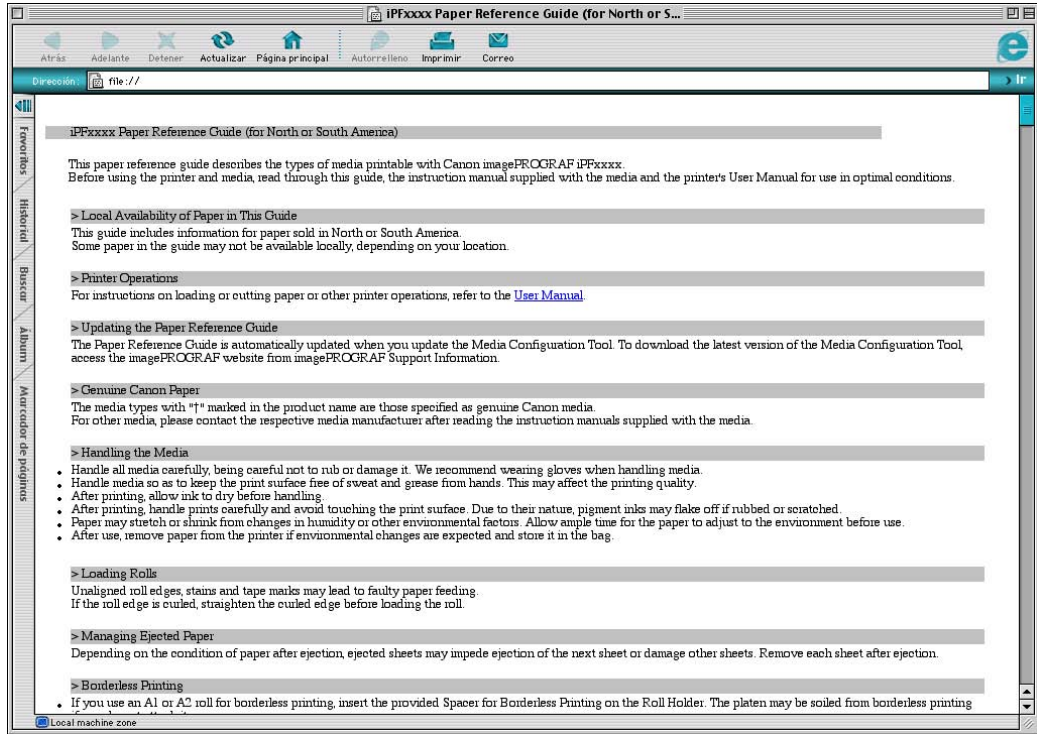 iPFxxxx Paper Reference Guide (for North or S...
Atrás Adelante Detener Actualizar Página principal Autorrelleno Imprimir Correo
Dirección: file:// Ir
Favoritos
Historial
Buscar
Álbum
Marcador de páginas
iPFxxxx Paper Reference Guide (for North or South America)
This paper reference guide describes the types of media printable with Canon imagePROGRAF iPFxxxx.
Before using the printer and media, read through this guide, the instruction manual supplied with the media and the printer's User Manual for use in optimal conditions.
> Local Availability of Paper in This Guide
This guide includes information for paper sold in North or South America.
Some paper in the guide may not be available locally, depending on your location.
> Printer Operations
For instructions on loading or cutting paper or other printer operations, refer to the User Manual.
> Updating the Paper Reference Guide
The Paper Reference Guide is automatically updated when you update the Media Configuration Tool. To download the latest version of the Media Configuration Tool,
access the imagePROGRAF website from imagePROGRAF Support Information.
> Genuine Canon Paper
The media types with "†" marked in the product name are those specified as genuine Canon media.
For other media, please contact the respective media manufacturer after reading the instruction manuals supplied with the media.
> Handling the Media
• Handle all media carefully, being careful not to rub or damage it. We recommend wearing gloves when handling media.
• Handle media so as to keep the print surface free of sweat and grease from hands. This may affect the printing quality.
• After printing, allow ink to dry before handling.
• After printing, handle prints carefully and avoid touching the print surface. Due to their nature, pigment inks may flake off if rubbed or scratched.
• Paper may stretch or shrink from changes in humidity or other environmental factors. Allow ample time for the paper to adjust to the environment before use.
• After use, remove paper from the printer if environmental changes are expected and store it in the bag.
> Loading Rolls
Unaligned roll edges, stains and tape marks may lead to faulty paper feeding.
If the roll edge is curled, straighten the curled edge before loading the roll.
> Managing Ejected Paper
Depending on the condition of paper after ejection, ejected sheets may impede ejection of the next sheet or damage other sheets. Remove each sheet after ejection.
> Borderless Printing
• If you use an A1 or A2 roll for borderless printing, insert the provided Spacer for Borderless Printing on the Roll Holder. The platen may be soiled from borderless printing
Local machine zone